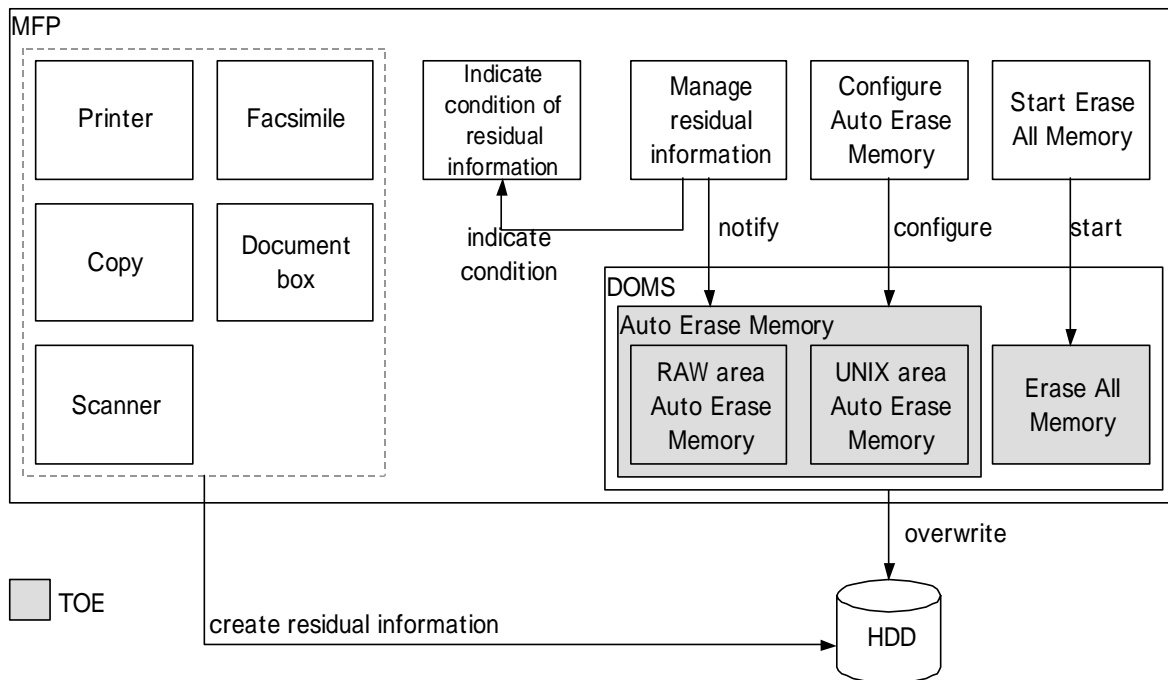 MFP
Printer
Facsimile
Copy
Document
box
Scanner
Indicate
condition of
residual
information
Manage
residual
information
Configure
Auto Erase
Memory
Start Erase
All Memory
indicate
condition
notify
configure
start
DOMS
Auto Erase Memory
RAW area
Auto Erase
Memory
UNIX area
Auto Erase
Memory
Erase All
Memory
overwrite
TOE
create residual information
HDD